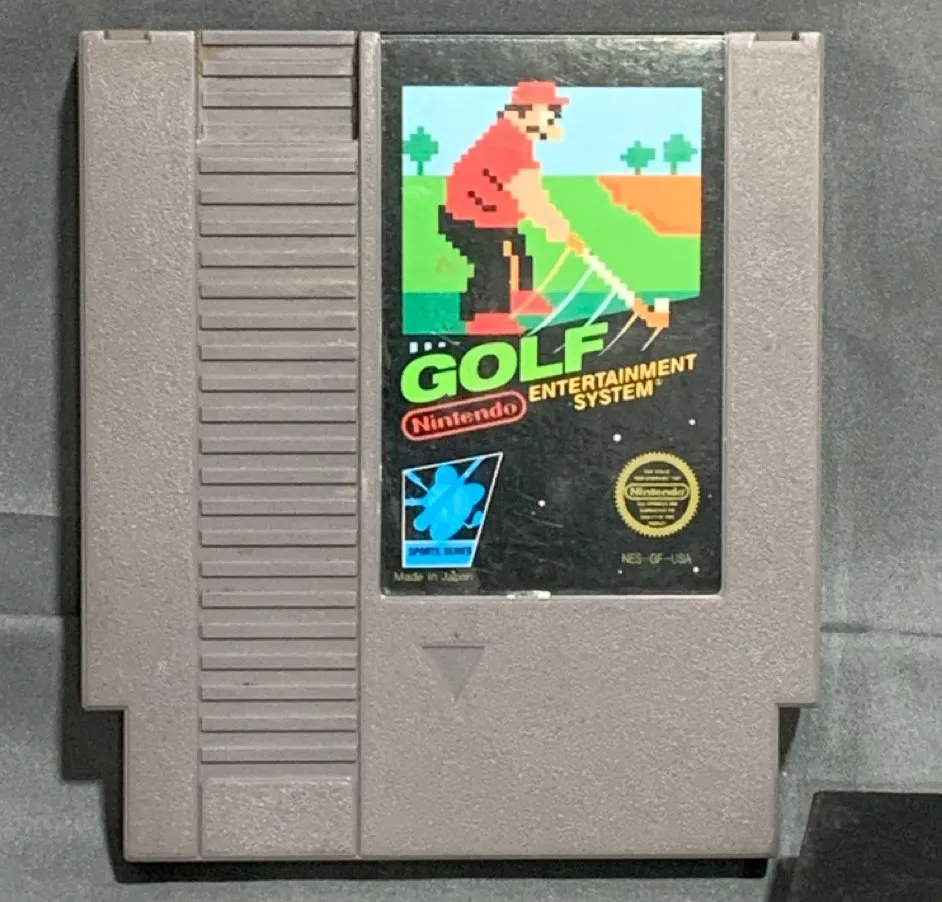 GOLF
Nintendo
ENTERTAINMENT
SYSTEM
SPORTS SERIES
Nintendo
NES-GF-USA
Made in Japan